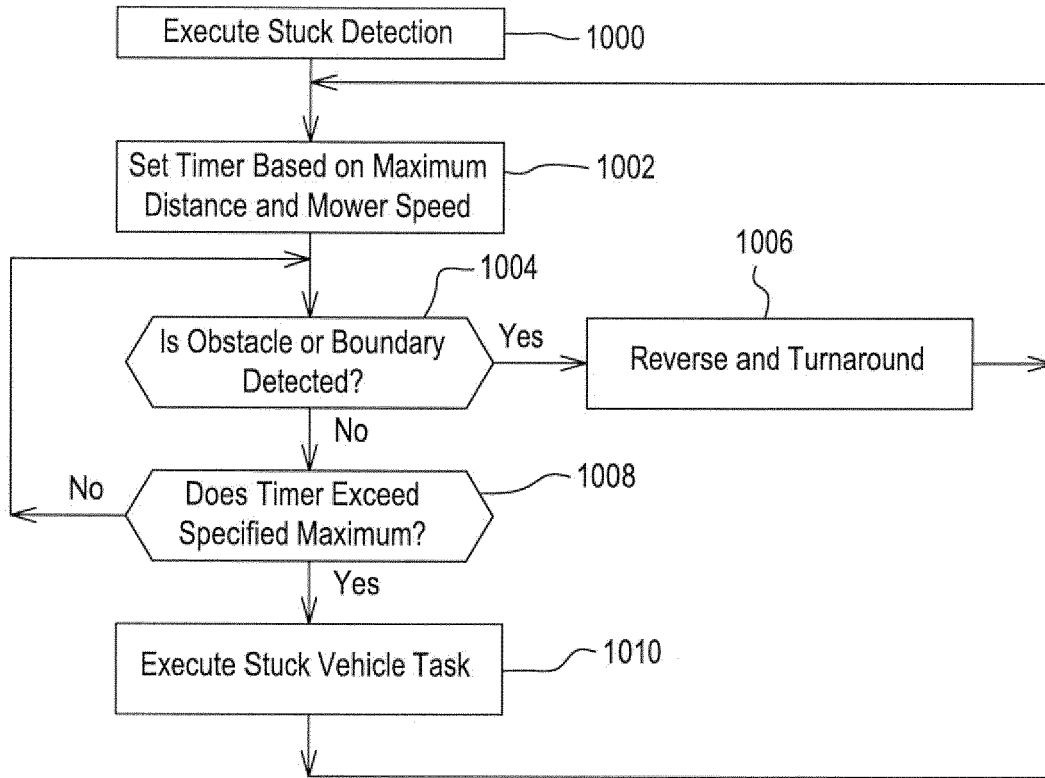 Execute Stuck Detection
1000
Set Timer Based on Maximum
Distance and Mower Speed
1002
1004
1006
Is Obstacle or Boundary
Detected?
Yes
Reverse and Turnaround
No
1008
No
Does Timer Exceed
Specified Maximum?
Yes
Execute Stuck Vehicle Task
1010